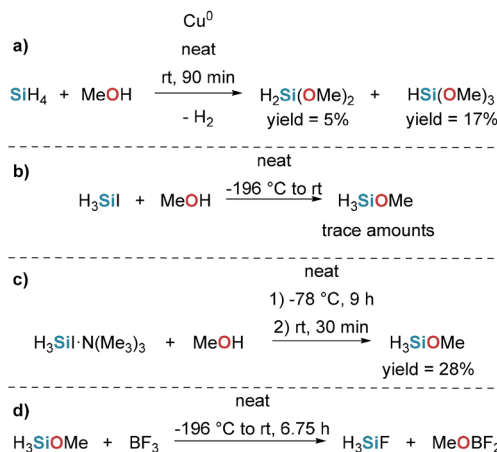 Cu⁰
a)
neat
rt, 90 min
SiH₄ + MeOH H₂Si(OMe)₂ + HSi(OMe)₃
- H₂
yield = 5% yield = 17%
b)
neat
-196 °C to rt
H₃SiI + MeOH H₃SiOMe
trace amounts
c)
neat
1) -78 °C, 9 h
2) rt, 30 min
H₃SiI·N(Me₃)₃ + MeOH H₃SiOMe
yield = 28%
d)
neat
-196 °C to rt, 6.75 h
H₃SiOMe + BF₃ H₃SiF + MeOBF₂